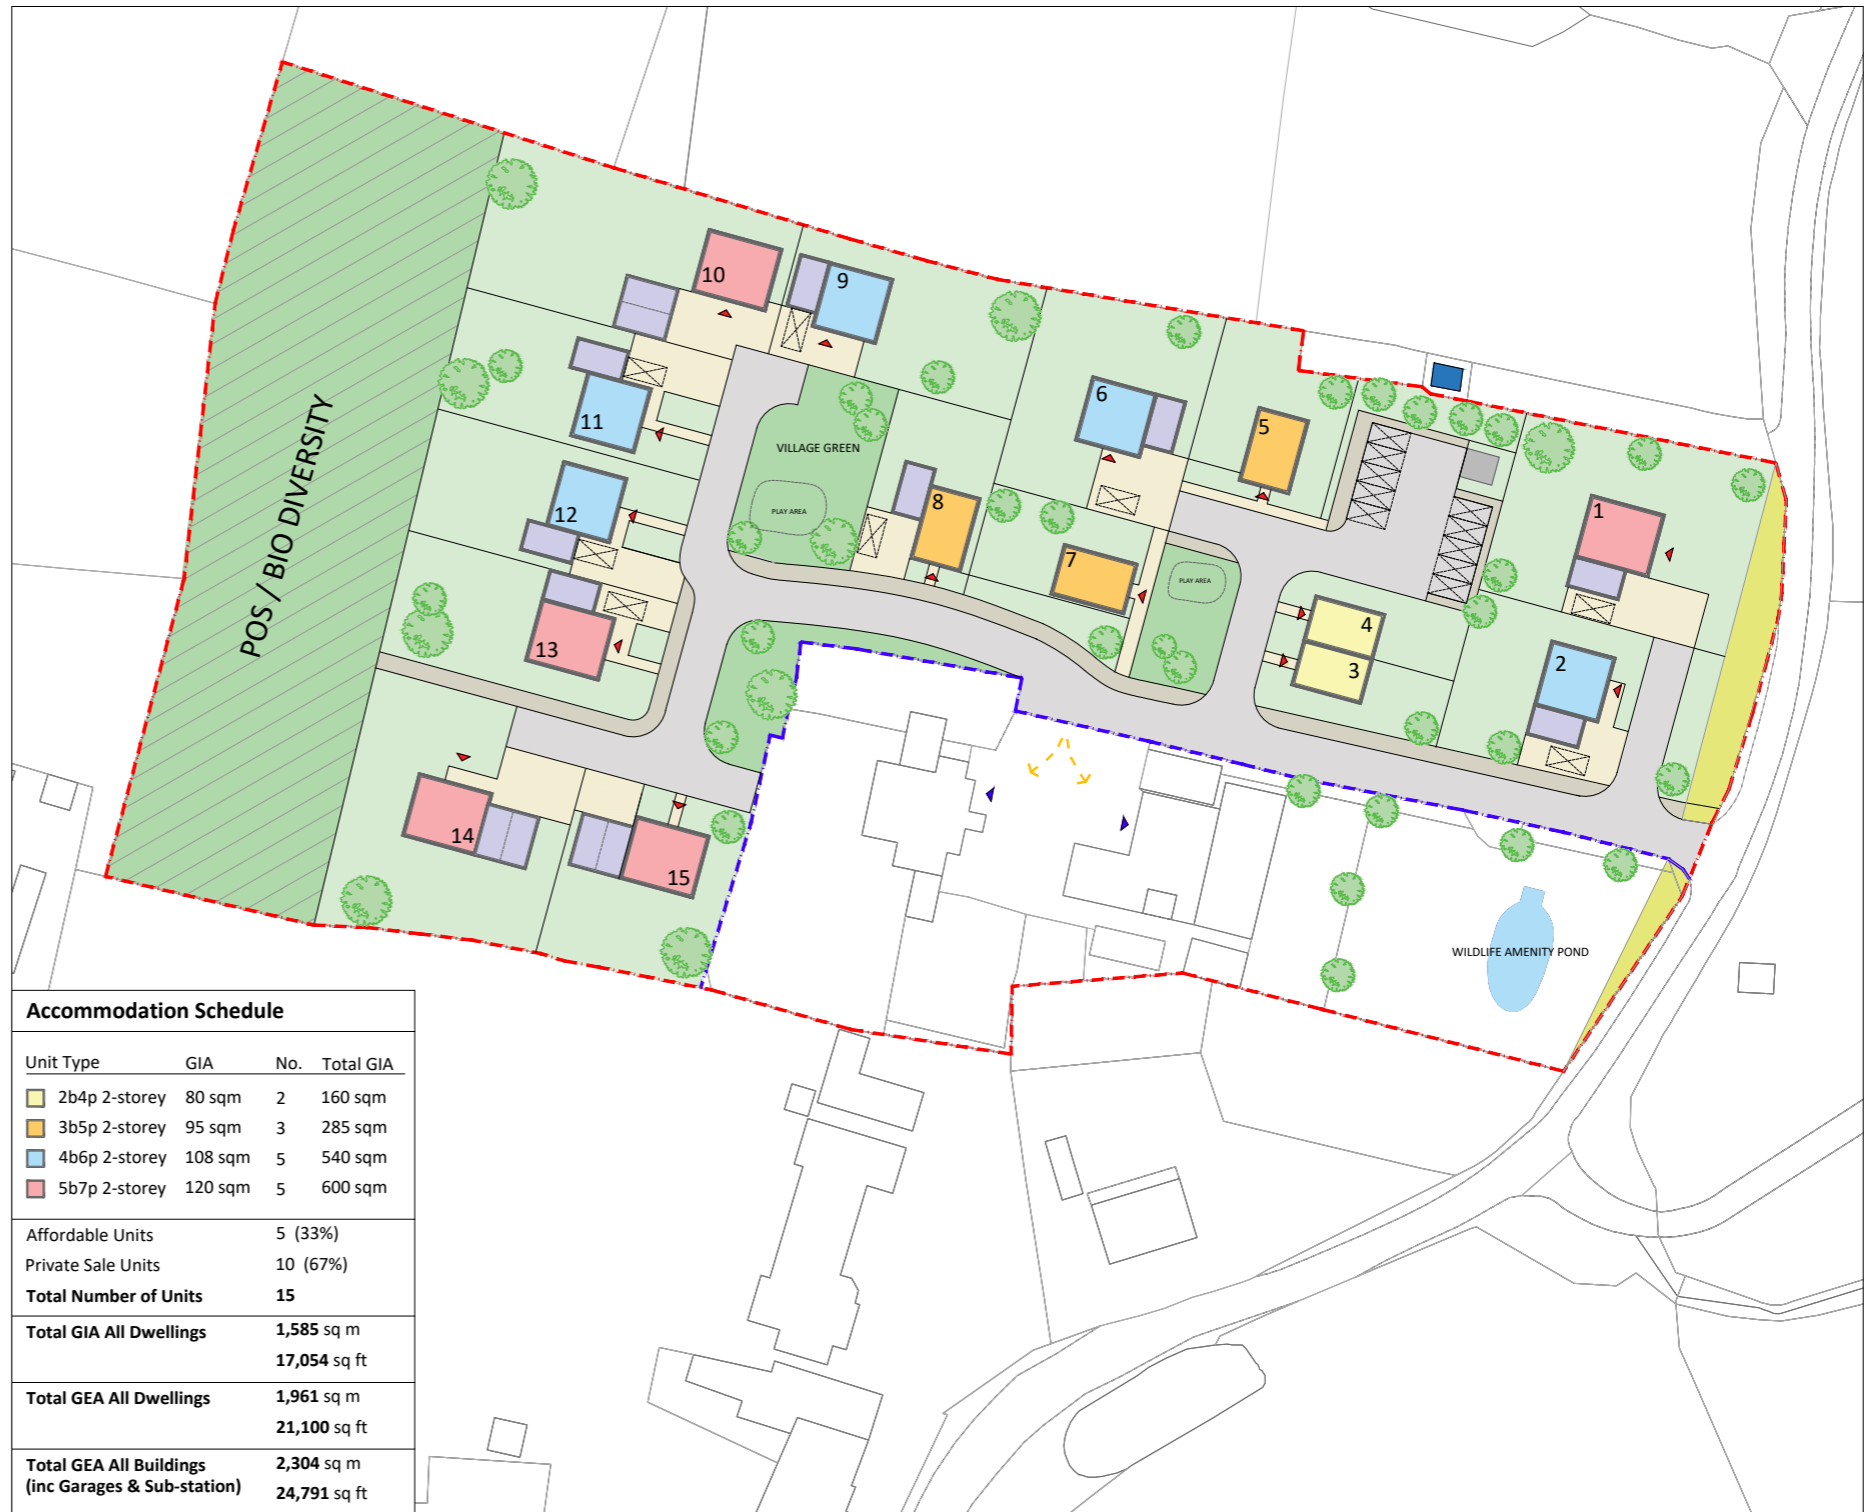 10
9
6
11
5
VILLAGE GREEN
8
PLAY AREA
12
1
POS / BIO DIVERSITY
7
PLAY AREA
4
13
3
2
14
15
WILDLIFE AMENITY POND
Accommodation Schedule
Unit Type GIA No. Total GIA
2b4p 2-storey 80 sqm 2 160 sqm
3b5p 2-storey 95 sqm 3 285 sqm
4b6p 2-storey 108 sqm 5 540 sqm
5b7p 2-storey 120 sqm 5 600 sqm
Affordable Units 5 (33%)
Private Sale Units 10 (67%)
Total Number of Units 15
Total GIA All Dwellings 1,585 sq m
17,054 sq ft
Total GEA All Dwellings 1,961 sq m
21,100 sq ft
Total GEA All Buildings 2,304 sq m
(inc Garages & Sub-station) 24,791 sq ft